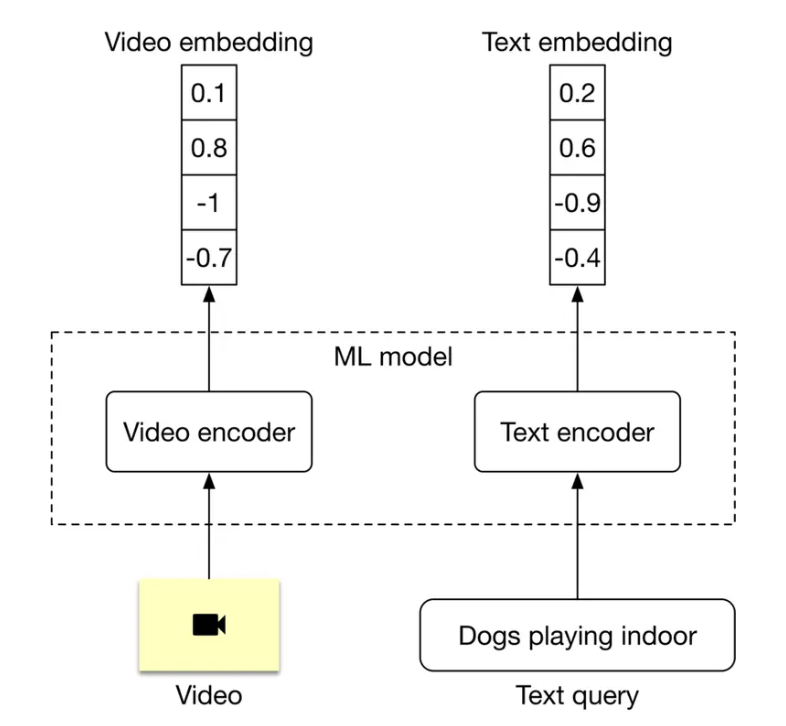 Video embedding
0.1
0.8
-1
-0.7
Text embedding
0.2
0.6
-0.9
-0.4
ML model
Video encoder
Text encoder
Dogs playing indoor
Video
Text query